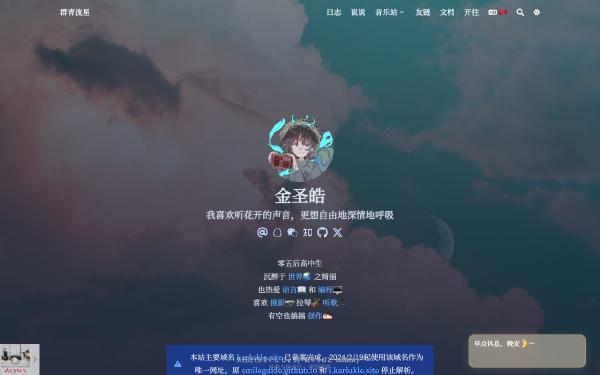 群青流星
日志 说说 音乐站 友链 文档 开往
金圣皓
我喜欢听花开的声音，更想自由地深情地呼吸
零五后高中生
沉醉于 世界🌏 之绮丽
也热爱 语言📖 和 编程
喜欢 摄影 拉琴🎻 听歌
有空也搞搞 创作
本站主要域名 karlukle.site 已备案完成，2024/2/19起使用该域名作为
唯一网址，原 smileguide.github.io 和 i.karlukle.site 停止解析。
早点休息，晚安🌛～